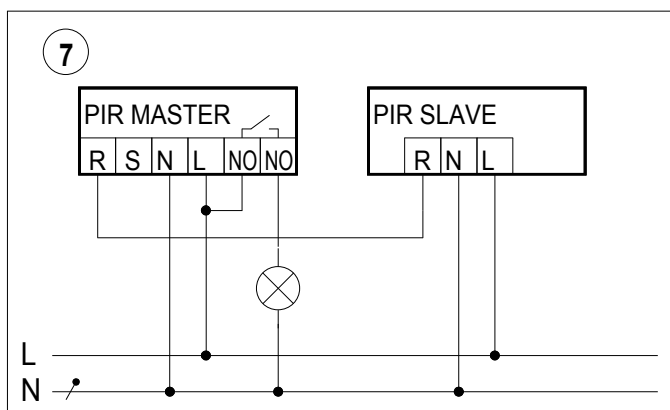 7
PIR MASTER
R S N L NO NO
PIR SLAVE
R N L
L
N